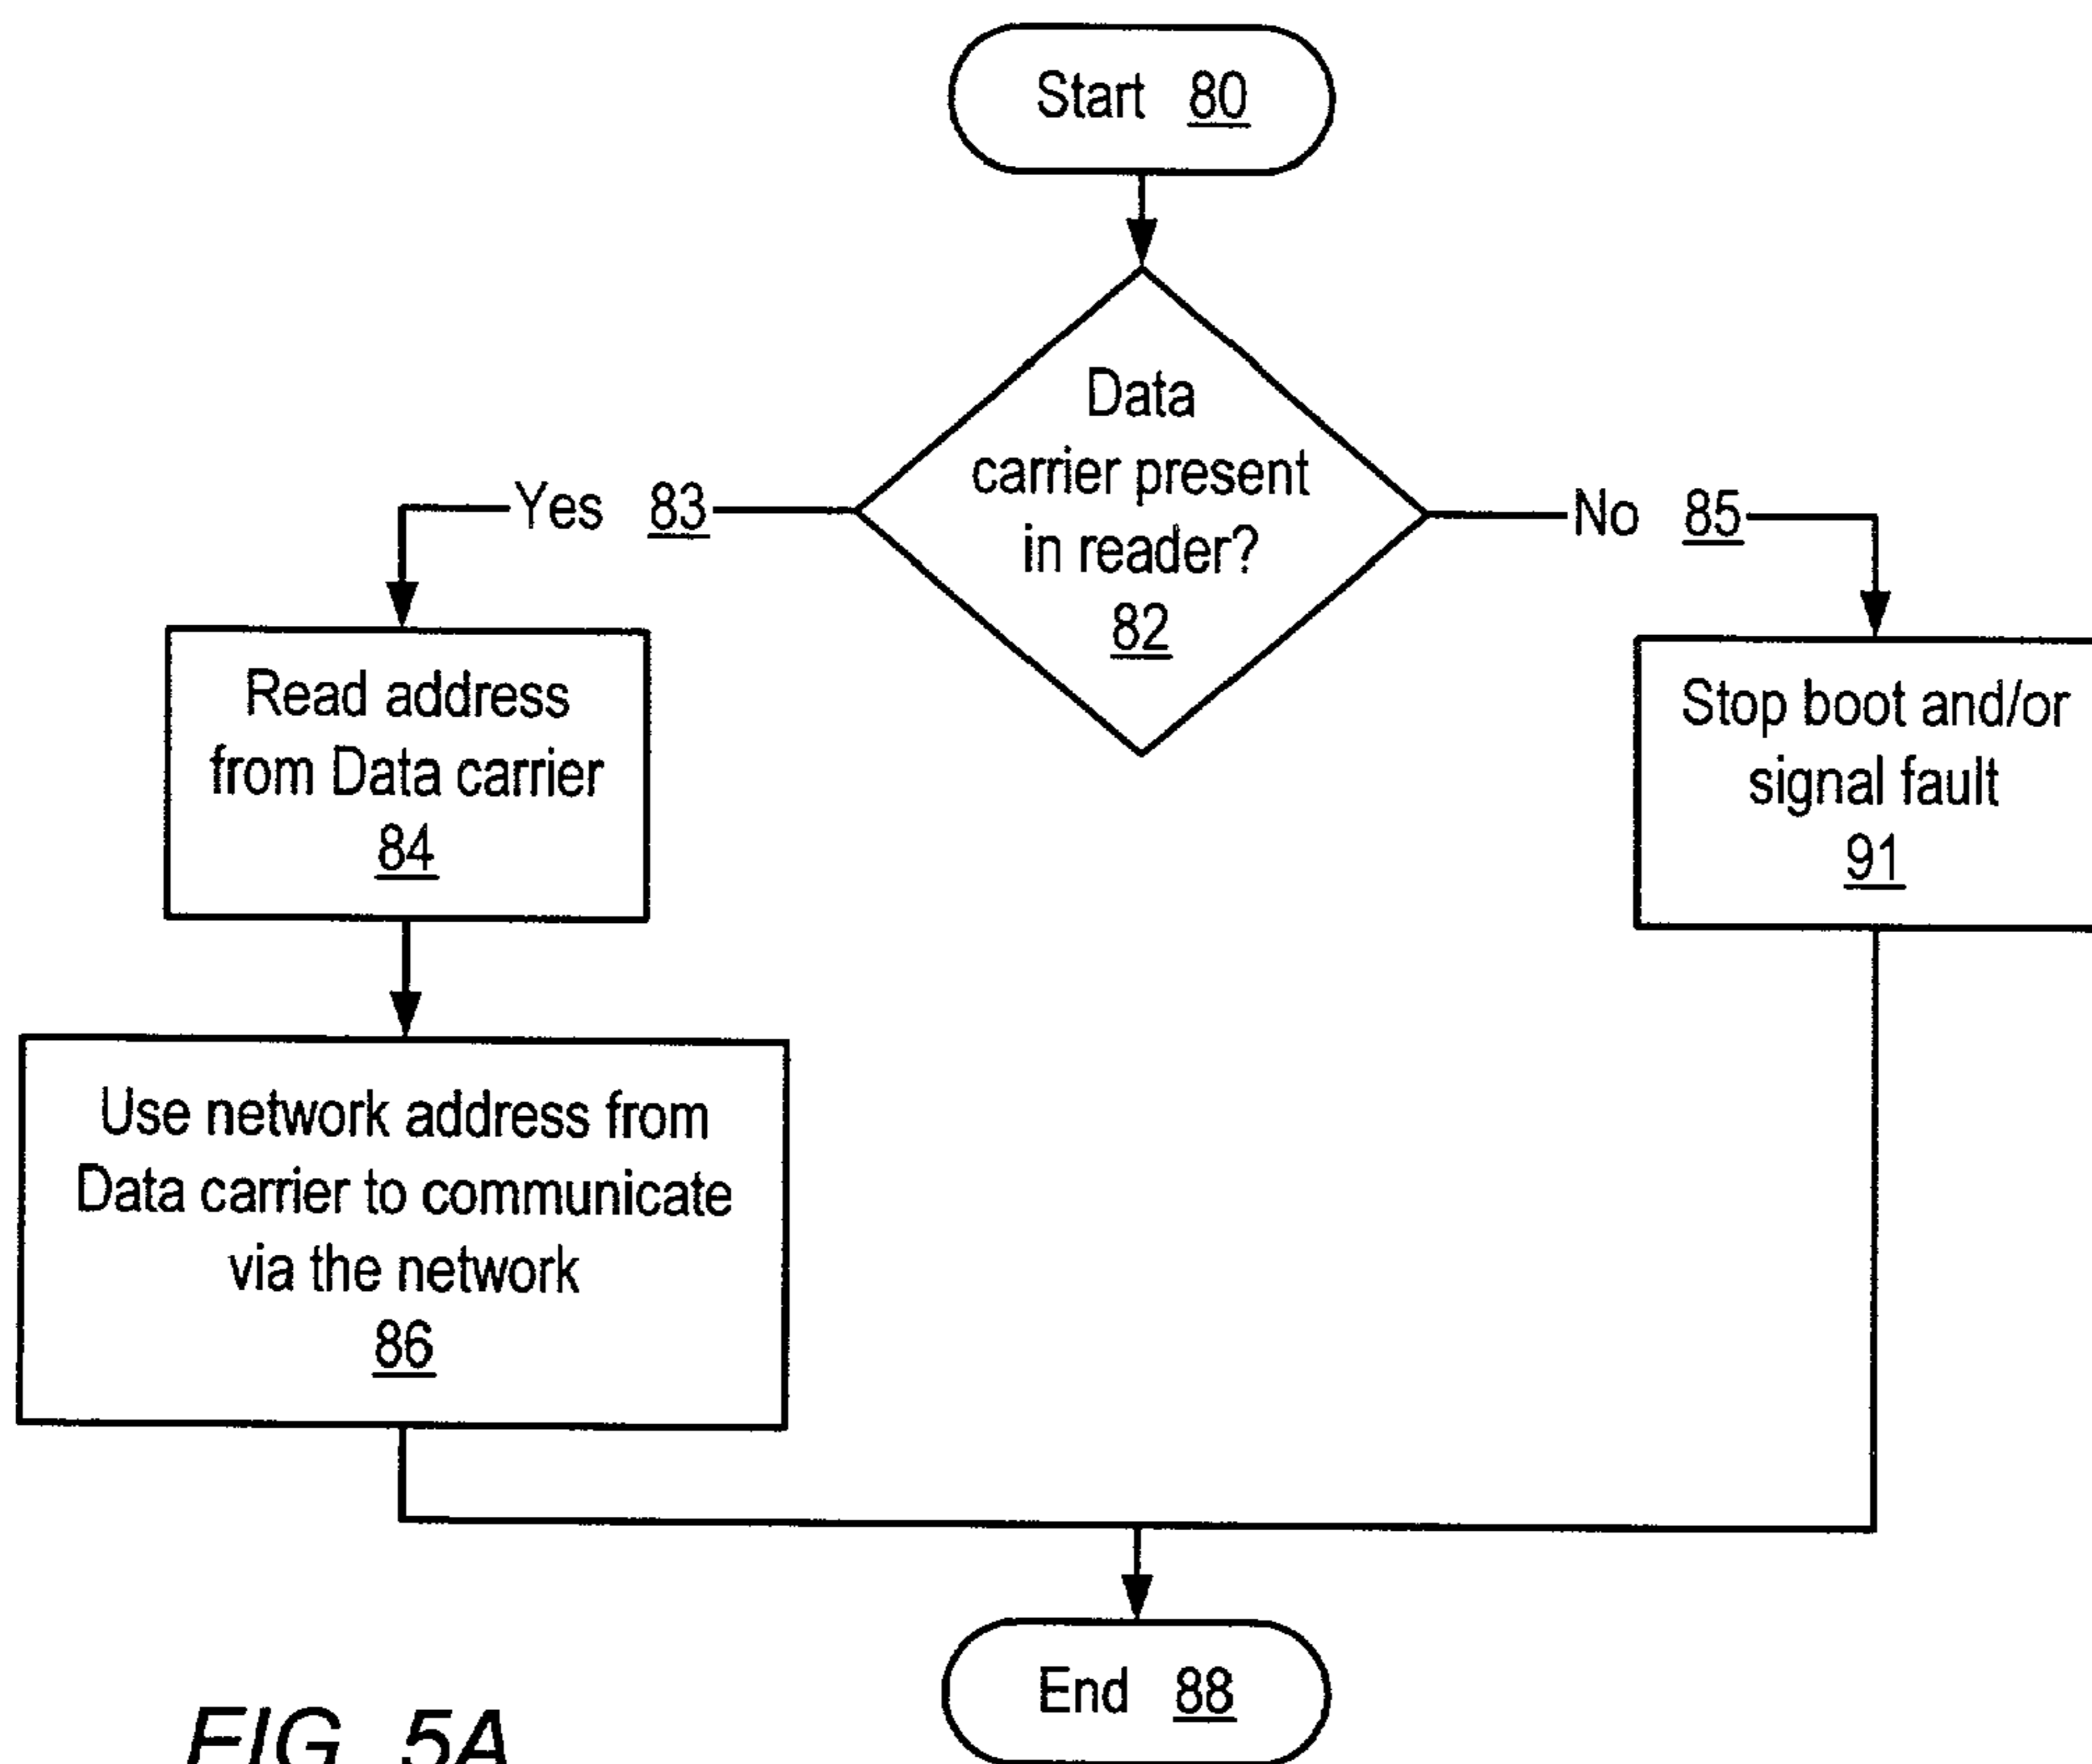 Start 80
Data
carrier present
in reader?
82
Yes 83
No 85
Read address
from Data carrier
84
Stop boot and/or
signal fault
91
Use network address from
Data carrier to communicate
via the network
86
End 88
FIG. 5A